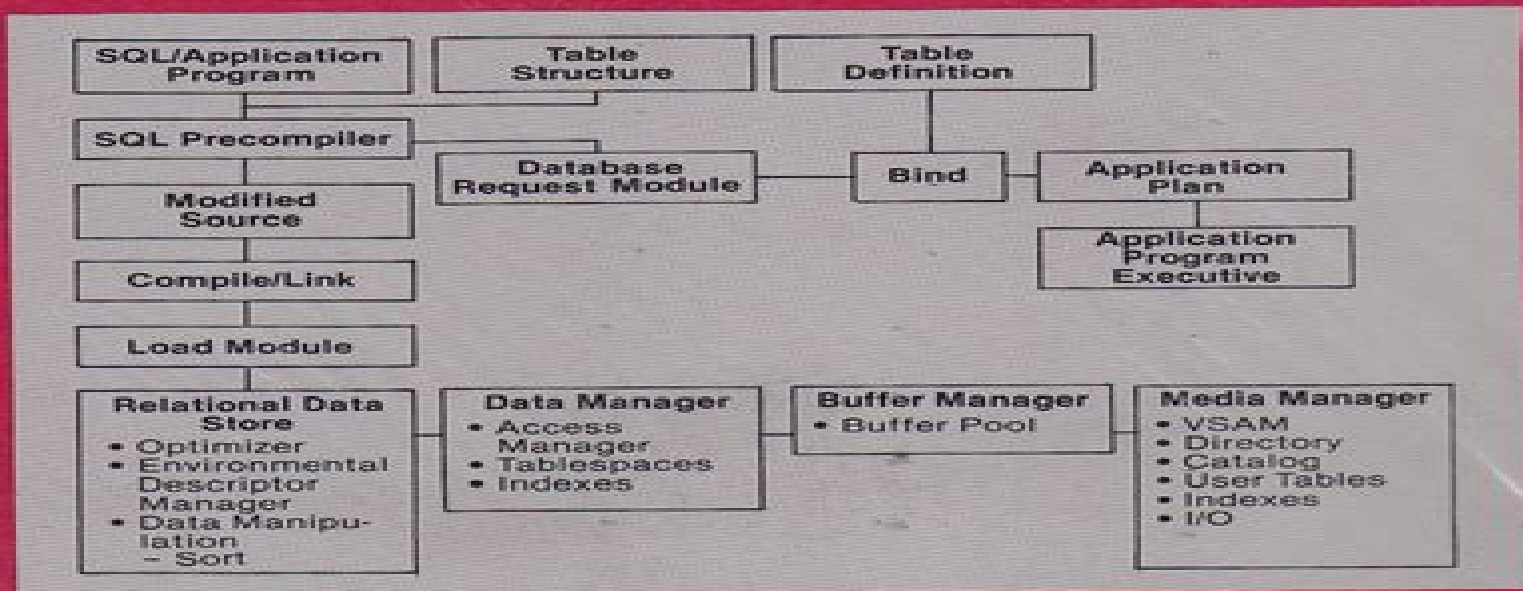 SQL/Application
Program
Table
Structure
Table
Definition
SQL Precompiler
Database
Request Module
Bind
Application
Plan
Modified
Source
Application
Program
Executive
Compile/Link
Load Module
Relational Data
Store
• Optimizer
• Environmental
Descriptor
Manager
• Data Manipu-
lation
– Sort
Data Manager
• Access
Manager
• Tablespaces
• Indexes
Buffer Manager
• Buffer Pool
Media Manager
• VSAM
• Directory
• Catalog
• User Tables
• Indexes
• I/O